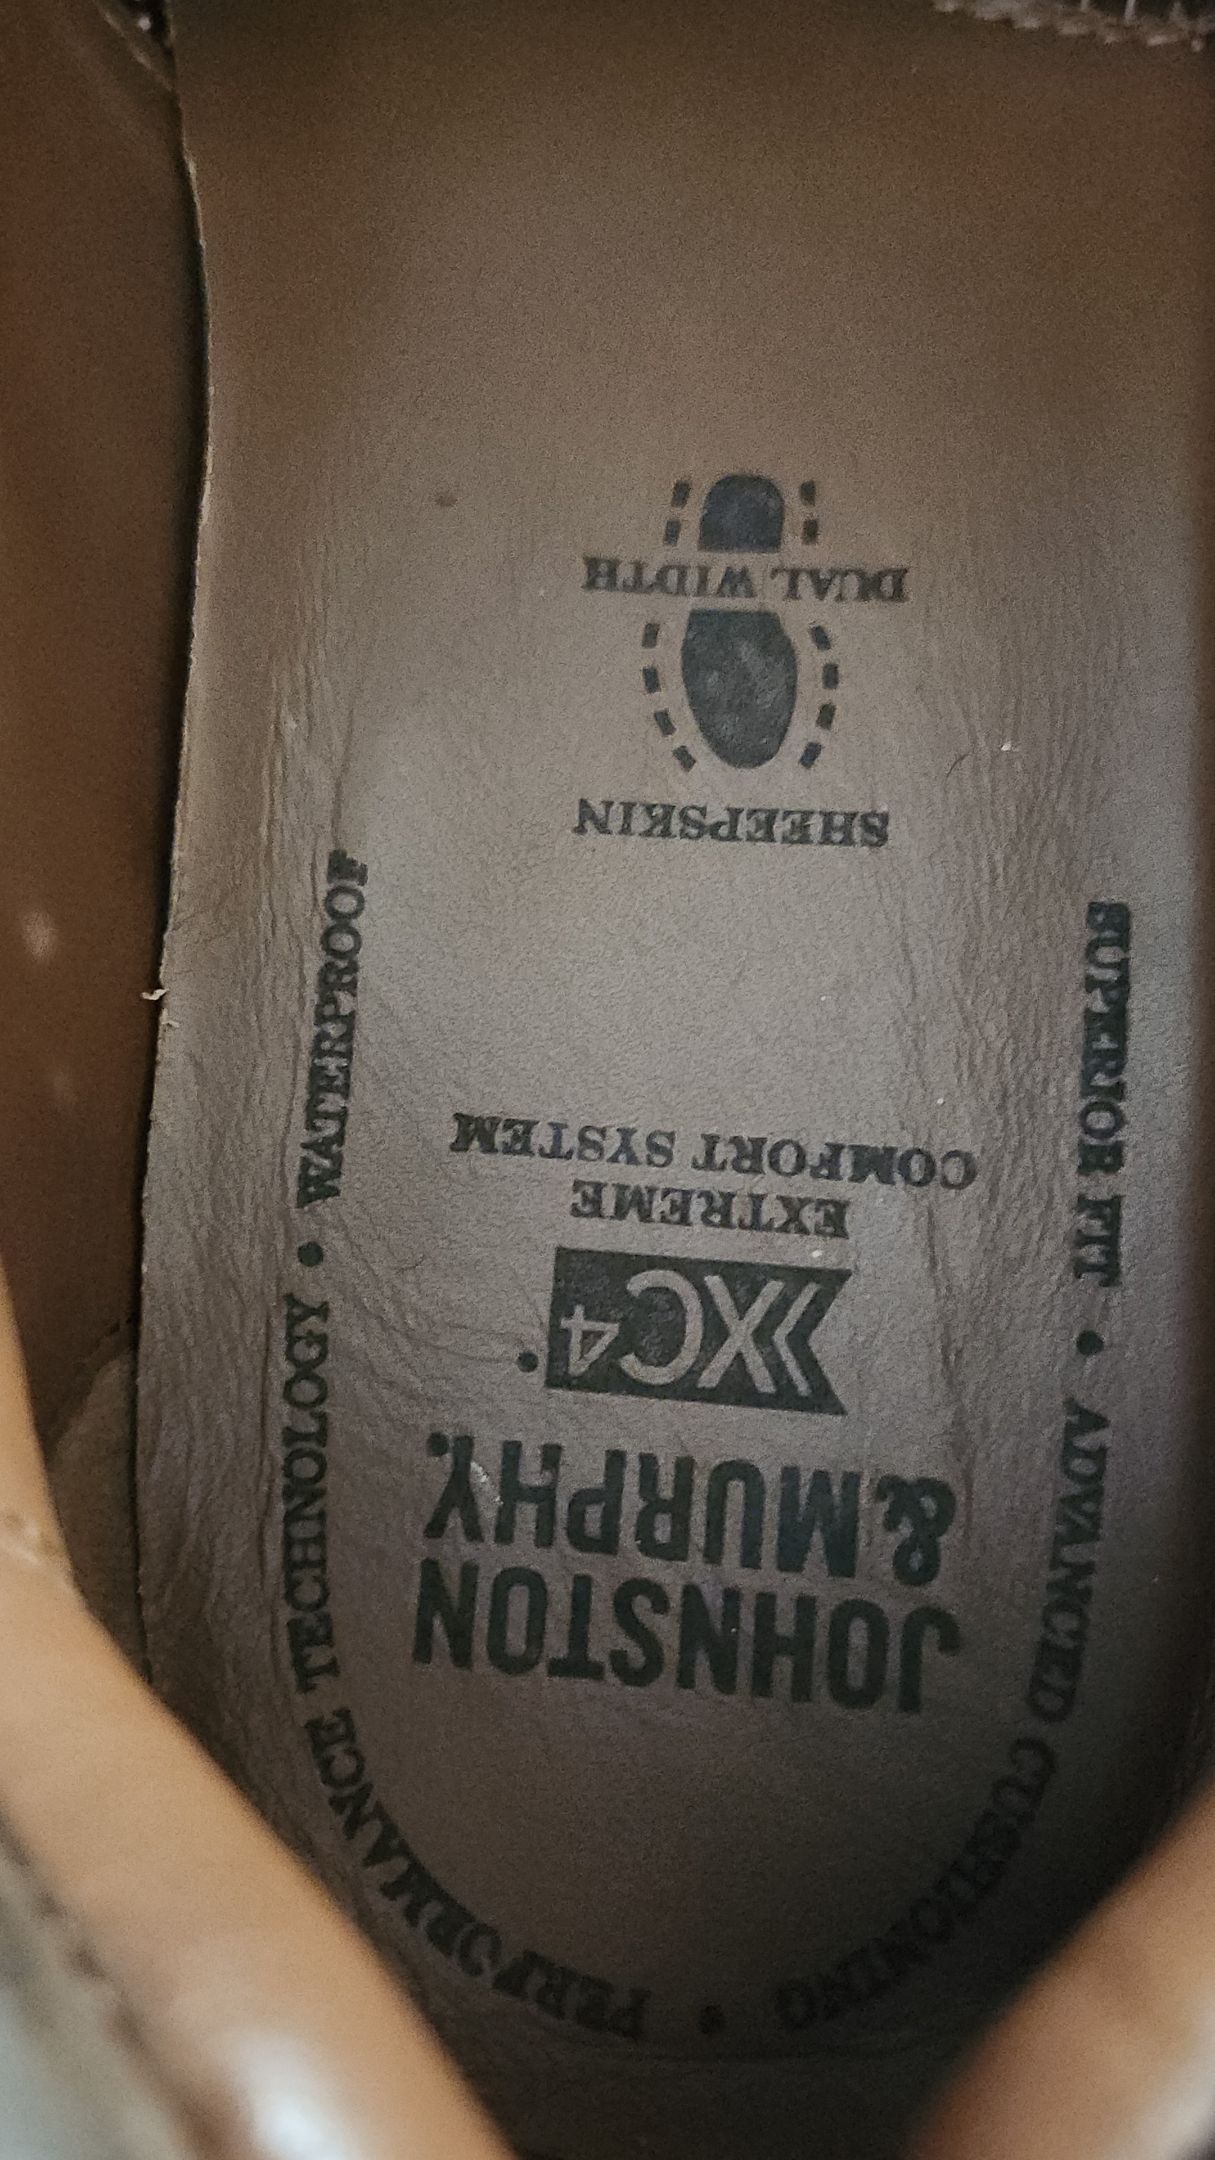 JOHNSTON
& MURPHY.
XC4
EXTREME
COMFORT SYSTEM
SHEEPSKIN
DUAL WIDTH
SUPERIOR FIT • ADVANCED CUSHIONING • PERFORMANCE TECHNOLOGY • WATERPROOF